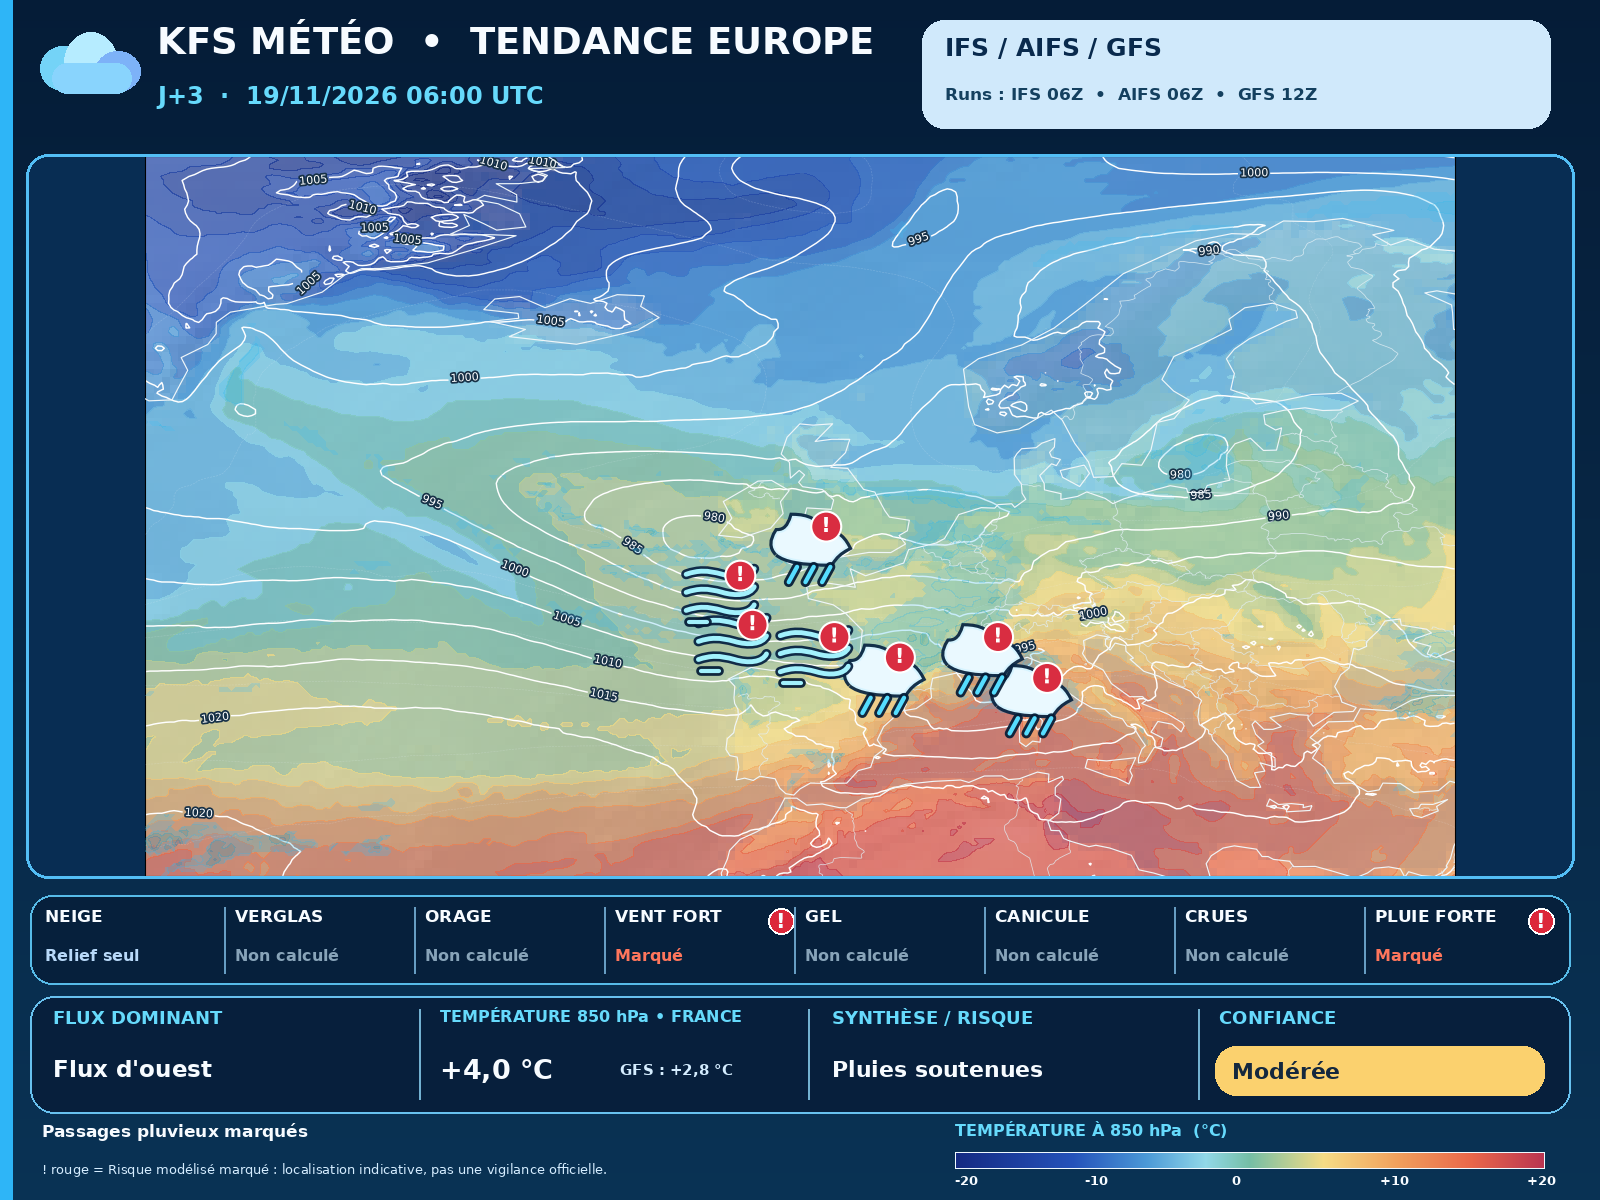 KFS MÉTÉO • TENDANCE EUROPE
J+3 · 19/11/2026 06:00 UTC
IFS / AIFS / GFS
Runs : IFS 06Z • AIFS 06Z • GFS 12Z
1010
1010
1005
1000
1010
1005
1005
995
990
1005
1005
1000
980
995
985
980
990
985
1000
1005
1000
995
1010
1015
1020
1020
!
!
!
!
!
!
!
NEIGE
Relief seul
VERGLAS
Non calculé
ORAGE
Non calculé
VENT FORT !
Marqué
GEL
Non calculé
CANICULE
Non calculé
CRUES
Non calculé
PLUIE FORTE !
Marqué
FLUX DOMINANT
Flux d'ouest
TEMPÉRATURE 850 hPa • FRANCE
+4,0 °C GFS : +2,8 °C
SYNTHÈSE / RISQUE
Pluies soutenues
CONFIANCE
Modérée
Passages pluvieux marqués
! rouge = Risque modélisé marqué : localisation indicative, pas une vigilance officielle.
TEMPÉRATURE À 850 hPa (°C)
-20 -10 0 +10 +20